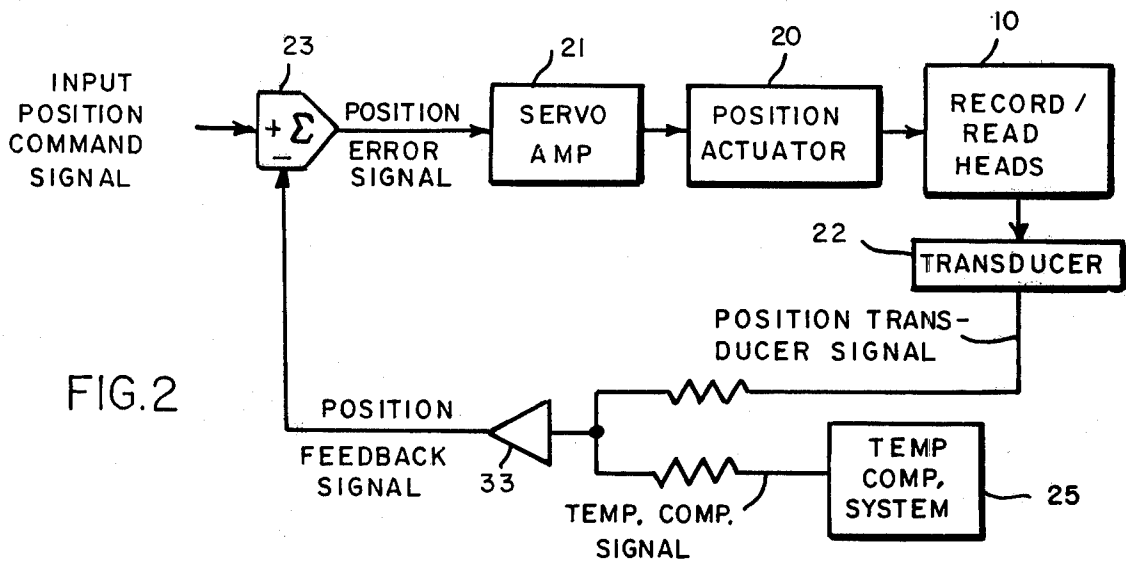 23
INPUT
POSITION
COMMAND
SIGNAL
+ Σ
−
POSITION
ERROR
SIGNAL
21
SERVO
AMP
20
POSITION
ACTUATOR
10
RECORD/
READ
HEADS
22
TRANSDUCER
POSITION TRANS-
DUCER SIGNAL
FIG.2
POSITION
FEEDBACK
SIGNAL
33
TEMP. COMP.
SIGNAL
TEMP
COMP.
SYSTEM
25